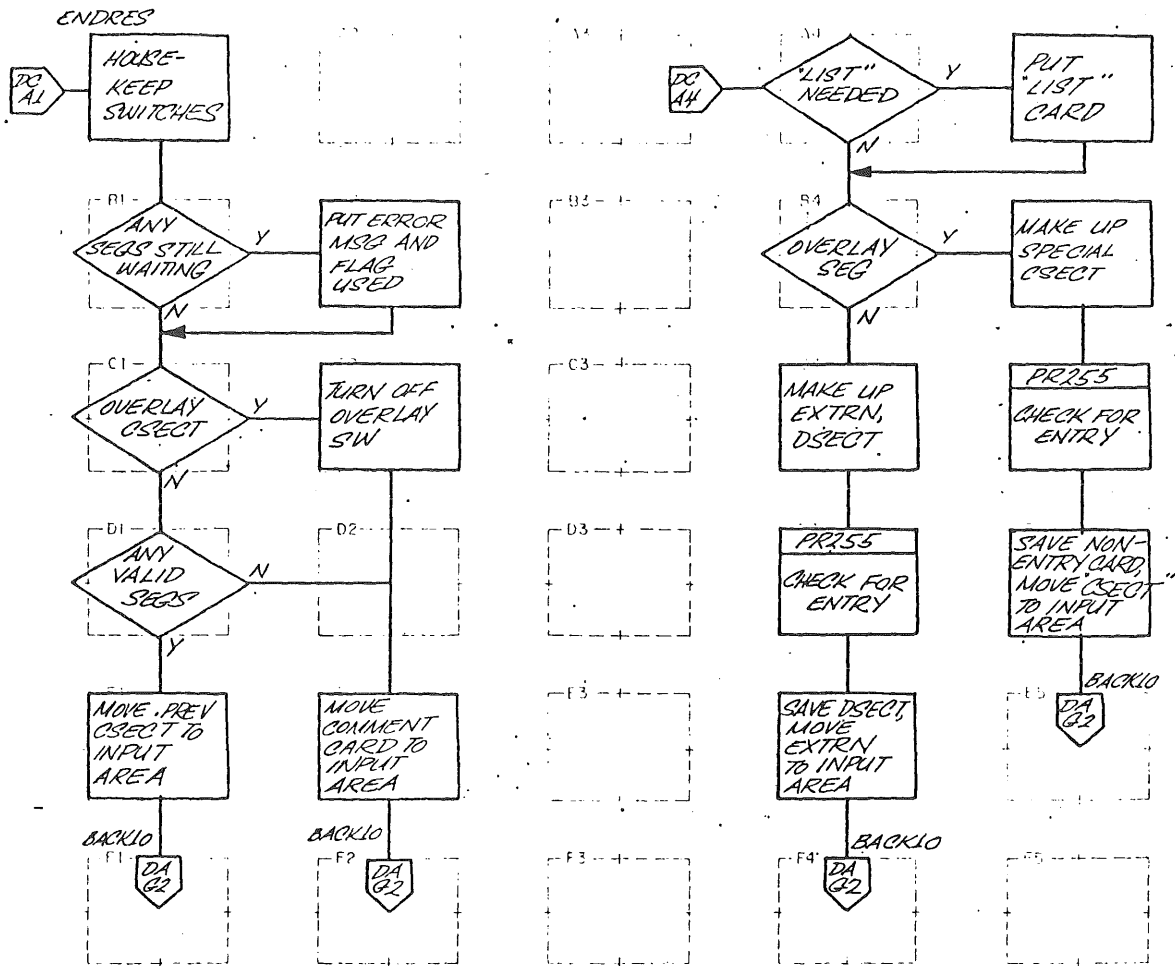 ENDRES
DC
A1
HOUSE-
KEEP
SWITCHES
B1
ANY
SEGS STILL
WAITING
Y
N
PUT ERROR
MSG AND
FLAG
USED
C1
OVERLAY
CSECT
Y
N
TURN OFF
OVERLAY
SW
D1
ANY
VALID
SEGS
N
Y
D2
MOVE .PREV
CSECT TO
INPUT
AREA
MOVE
COMMENT
CARD TO
INPUT
AREA
BACK10
F1
DA
G2
BACK10
F2
DA
G2
B3
C3
D3
E3
F3
DC
A4
A4
"LIST"
NEEDED
Y
N
PUT
"LIST"
CARD
B4
OVERLAY
SEG
Y
N
MAKE UP
SPECIAL
CSECT
MAKE UP
EXTRN,
DSECT
PR255
CHECK FOR
ENTRY
PR255
CHECK FOR
ENTRY
SAVE NON-
ENTRY CARD,
MOVE "CSECT"
TO INPUT
AREA
SAVE DSECT,
MOVE
EXTRN
TO INPUT
AREA
BACK10
E5
DA
G2
BACK10
F4
DA
G2
F5